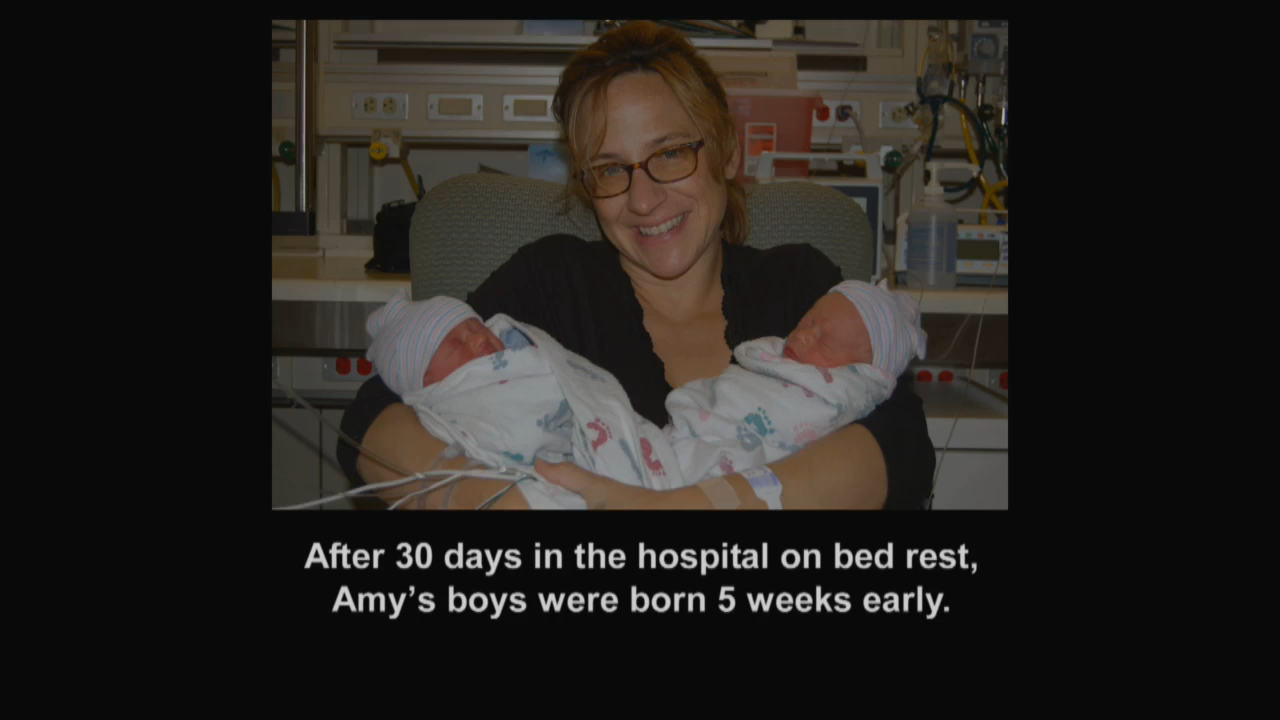 After 30 days in the hospital on bed rest,
Amy’s boys were born 5 weeks early.